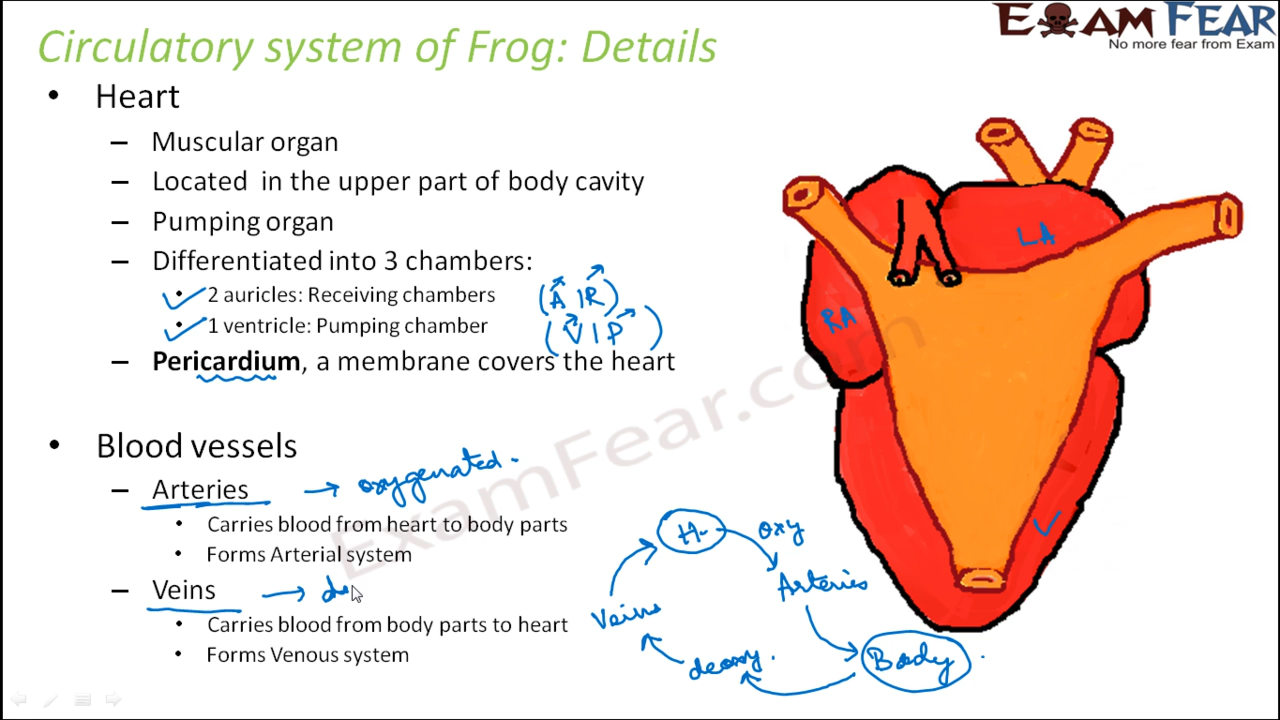 EXAM FEAR
No more fear from Exam
Circulatory system of Frog: Details
• Heart
– Muscular organ
– Located in the upper part of body cavity
– Pumping organ
– Differentiated into 3 chambers:
• 2 auricles: Receiving chambers (A | R)
• 1 ventricle: Pumping chamber (V | P)
– Pericardium, a membrane covers the heart
• Blood vessels
– Arteries → oxygenated.
• Carries blood from heart to body parts
• Forms Arterial system
– Veins → de
• Carries blood from body parts to heart
• Forms Venous system
LA
RA
H
oxy
Arteries
Body
deoxy.
Veins
ExamFear.com